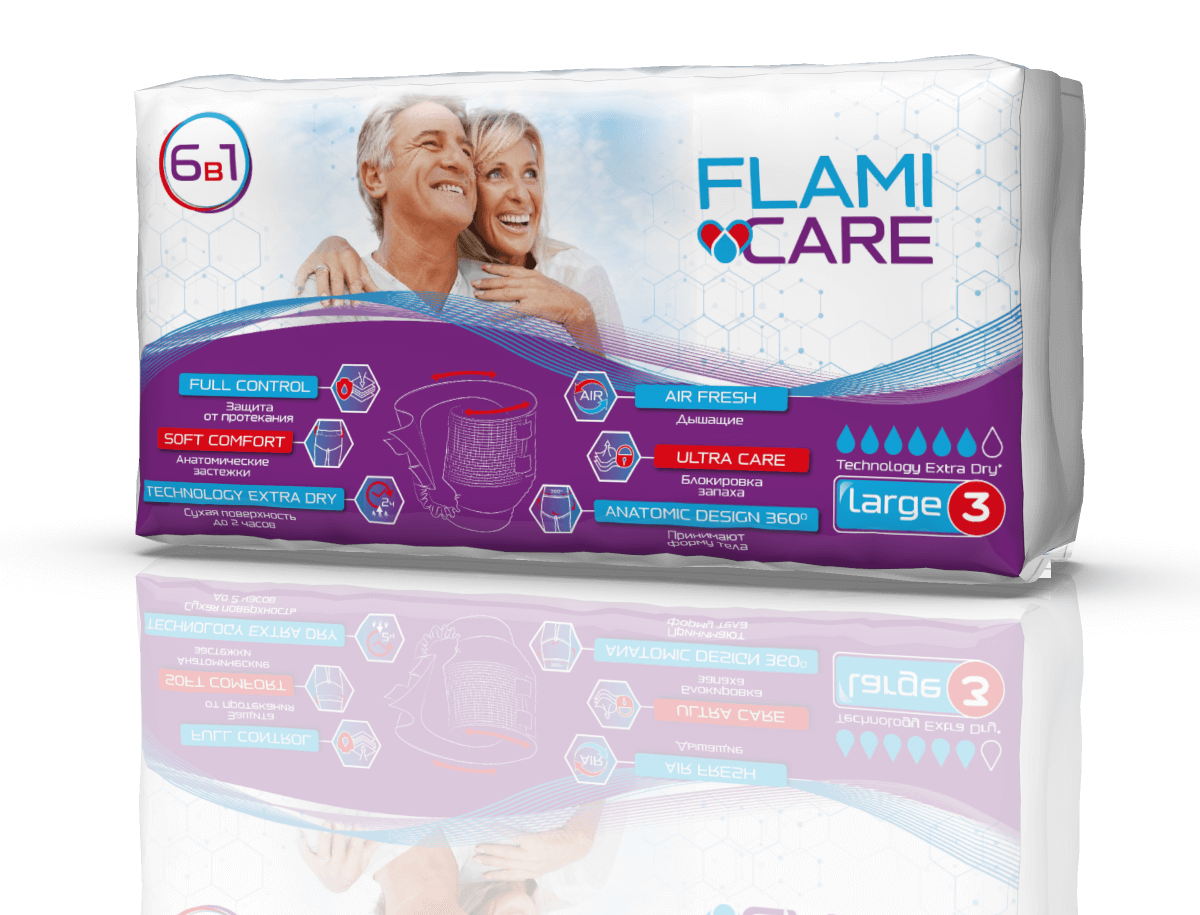 6в1
FLAMI
CARE
FULL CONTROL
Защита
от протекания
SOFT COMFORT
Анатомические
застежки
TECHNOLOGY EXTRA DRY
Сухая поверхность
до 2 часов
2ч
AIR
AIR FRESH
Дышащие
ULTRA CARE
Блокировка
запаха
360°
ANATOMIC DESIGN 360°
Принимают
форму тела
Technology Extra Dry*
large 3